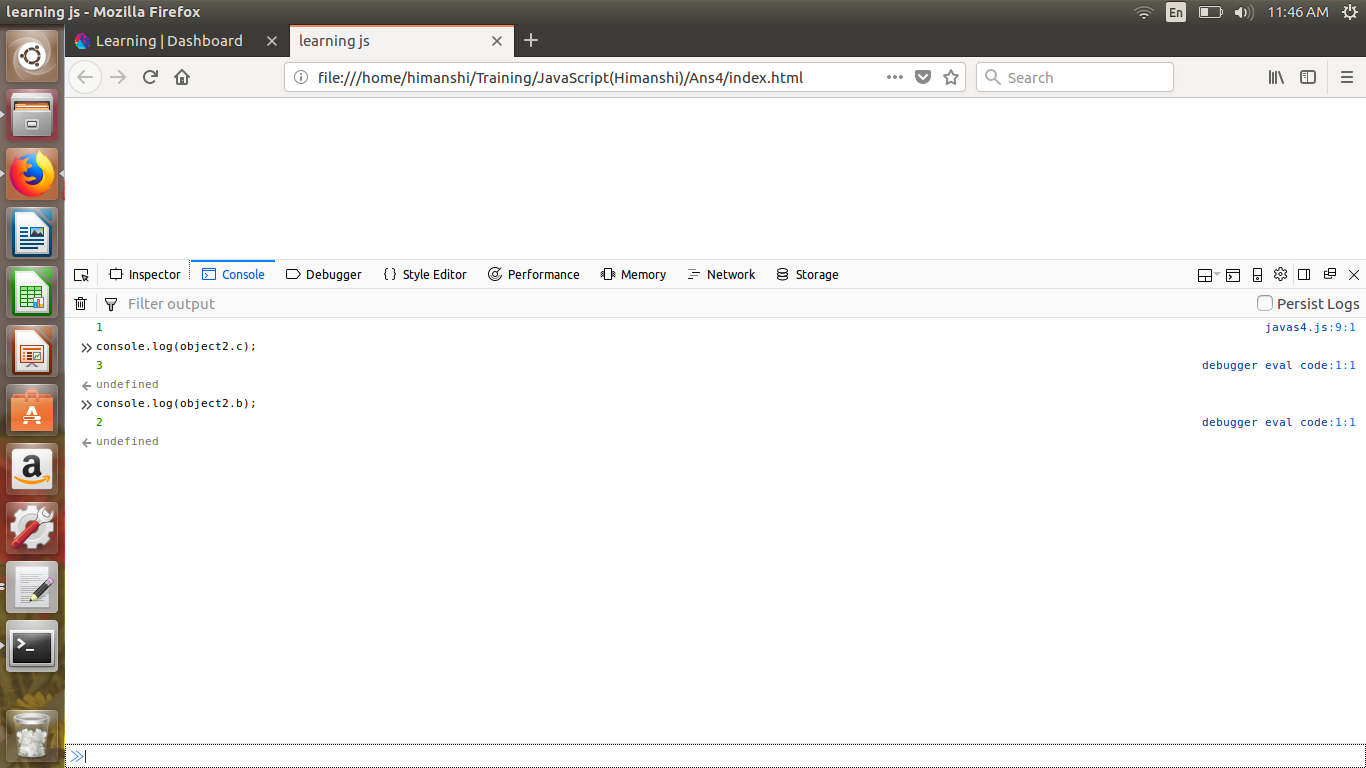 learning js - Mozilla Firefox
En
11:46 AM
Learning | Dashboard
learning js
file:///home/himanshi/Training/JavaScript(Himanshi)/Ans4/index.html
Search
Inspector
Console
Debugger
{ } Style Editor
Performance
Memory
Network
Storage
Filter output
Persist Logs
1 javas4.js:9:1
console.log(object2.c);
3 debugger eval code:1:1
undefined
console.log(object2.b);
2 debugger eval code:1:1
undefined